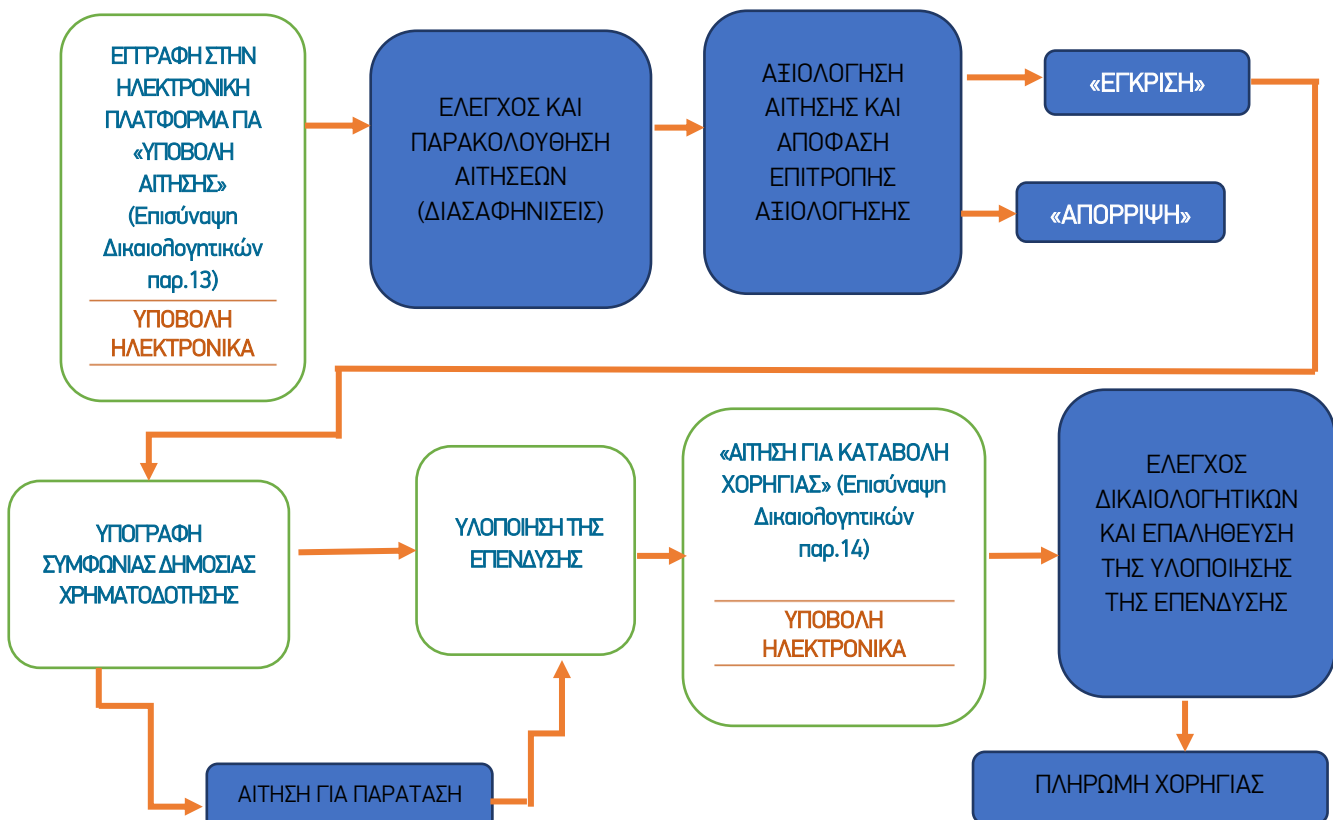 ΕΓΓΡΑΦΗ ΣΤΗΝ
ΗΛΕΚΤΡΟΝΙΚΗ
ΠΛΑΤΦΟΡΜΑ ΓΙΑ
«ΥΠΟΒΟΛΗ
ΑΙΤΗΣΗΣ»
(Επισύναψη
Δικαιολογητικών
παρ.13)
ΥΠΟΒΟΛΗ
ΗΛΕΚΤΡΟΝΙΚΑ
ΕΛΕΓΧΟΣ ΚΑΙ
ΠΑΡΑΚΟΛΟΥΘΗΣΗ
ΑΙΤΗΣΕΩΝ
(ΔΙΑΣΑΦΗΝΙΣΕΙΣ)
ΑΞΙΟΛΟΓΗΣΗ
ΑΙΤΗΣΗΣ ΚΑΙ
ΑΠΟΦΑΣΗ
ΕΠΙΤΡΟΠΗΣ
ΑΞΙΟΛΟΓΗΣΗΣ
«ΕΓΚΡΙΣΗ»
«ΑΠΟΡΡΙΨΗ»
ΥΠΟΓΡΑΦΗ
ΣΥΜΦΩΝΙΑΣ ΔΗΜΟΣΙΑΣ
ΧΡΗΜΑΤΟΔΟΤΗΣΗΣ
ΥΛΟΠΟΙΗΣΗ ΤΗΣ
ΕΠΕΝΔΥΣΗΣ
«ΑΙΤΗΣΗ ΓΙΑ ΚΑΤΑΒΟΛΗ
ΧΟΡΗΓΙΑΣ» (Επισύναψη
Δικαιολογητικών
παρ.14)
ΥΠΟΒΟΛΗ
ΗΛΕΚΤΡΟΝΙΚΑ
ΕΛΕΓΧΟΣ
ΔΙΚΑΙΟΛΟΓΗΤΙΚΩΝ
ΚΑΙ ΕΠΑΛΗΘΕΥΣΗ
ΤΗΣ ΥΛΟΠΟΙΗΣΗΣ
ΤΗΣ ΕΠΕΝΔΥΣΗΣ
ΑΙΤΗΣΗ ΓΙΑ ΠΑΡΑΤΑΣΗ
ΠΛΗΡΩΜΗ ΧΟΡΗΓΙΑΣ